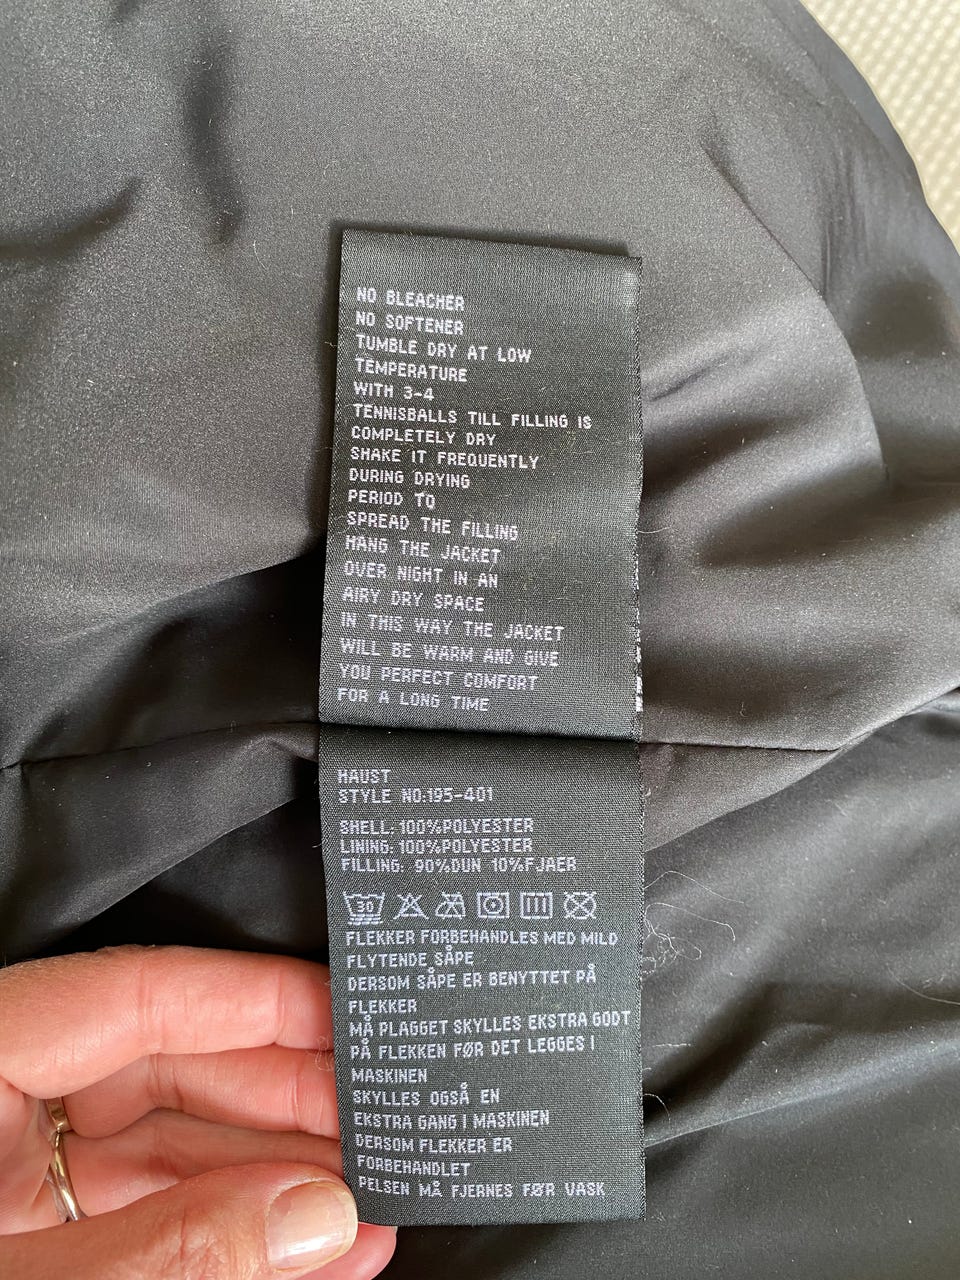 NO BLEACHER
NO SOFTENER
TUMBLE DRY AT LOW
TEMPERATURE
WITH 3-4
TENNISBALLS TILL FILLING IS
COMPLETELY DRY
SHAKE IT FREQUENTLY
DURING DRYING
PERIOD TO
SPREAD THE FILLING
HANG THE JACKET
OVER NIGHT IN AN
AIRY DRY SPACE
IN THIS WAY THE JACKET
WILL BE WARM AND GIVE
YOU PERFECT COMFORT
FOR A LONG TIME
HAUST
STYLE NO:195-401
SHELL: 100%POLYESTER
LINING: 100%POLYESTER
FILLING: 90%DUN 10%FJAER
30
FLEKKER FORBEHANDLES MED MILD
FLYTENDE SÅPE
DERSOM SÅPE ER BENYTTET PÅ
FLEKKER
MÅ PLAGGET SKYLLES EKSTRA GODT
PÅ FLEKKEN FØR DET LEGGES I
MASKINEN
SKYLLES OGSÅ EN
EKSTRA GANG I MASKINEN
DERSOM FLEKKER ER
FORBEHANDLET
PELSEN MÅ FJERNES FØR VASK